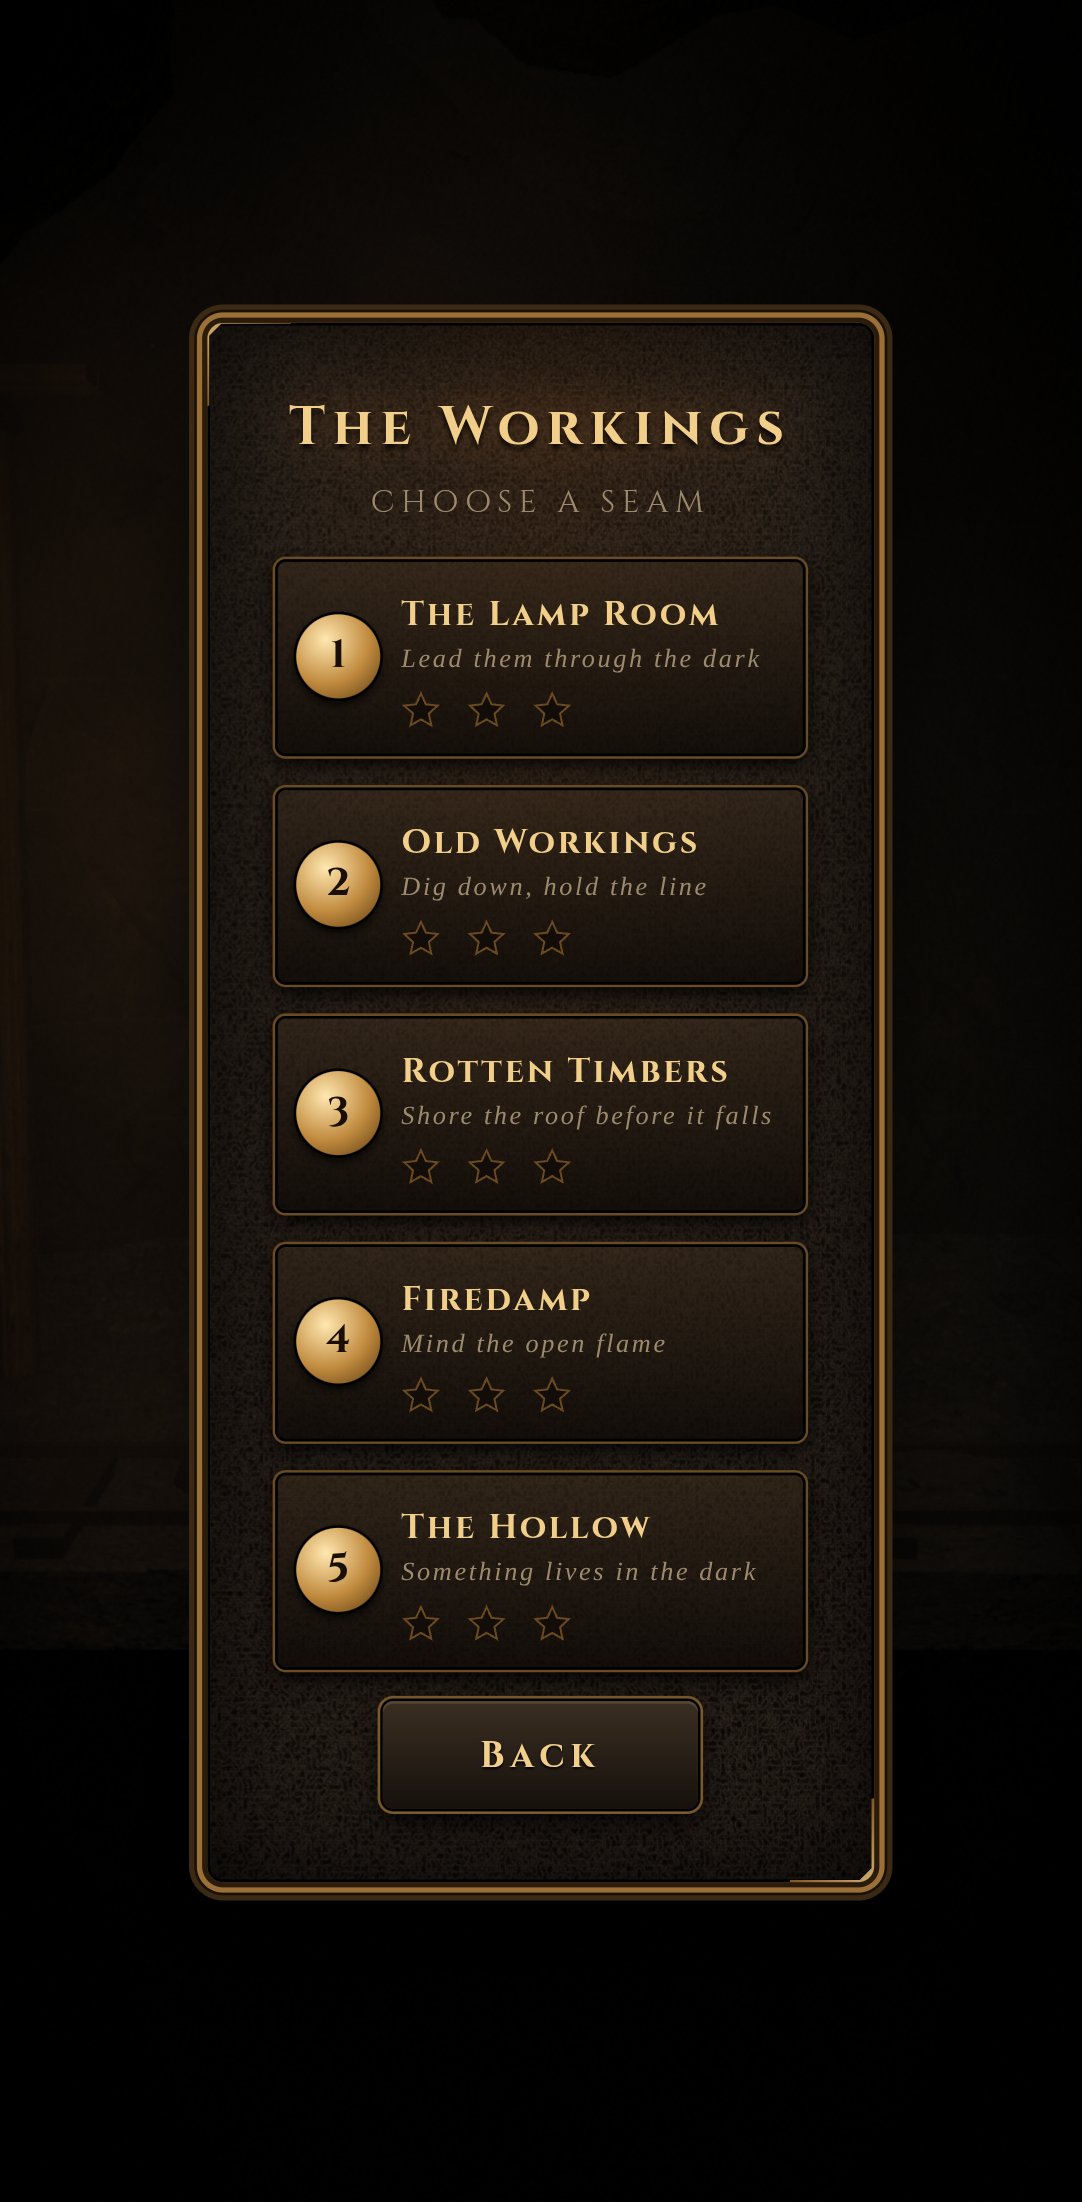 The Workings
CHOOSE A SEAM
1
The Lamp Room
Lead them through the dark
2
Old Workings
Dig down, hold the line
3
Rotten Timbers
Shore the roof before it falls
4
Firedamp
Mind the open flame
5
The Hollow
Something lives in the dark
Back